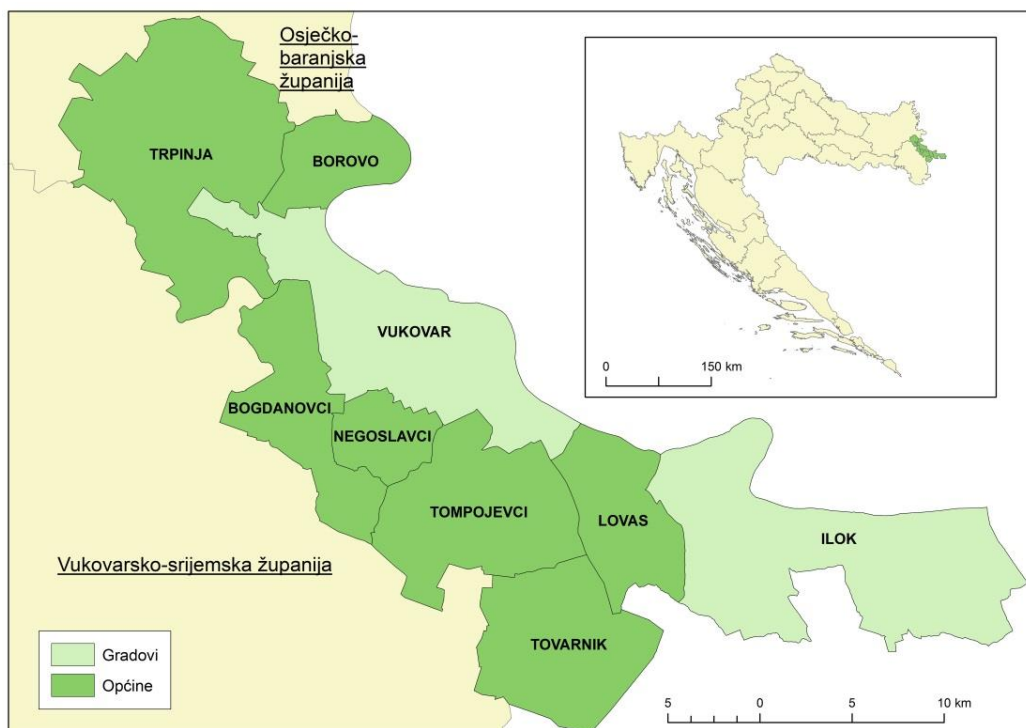 Osječko-
baranjska
županija
TRPINJA
BOROVO
VUKOVAR
BOGDANOVCI
NEGOSLAVCI
TOMPOJEVCI
LOVAS
ILOK
Vukovarsko-srijemska županija
TOVARNIK
Gradovi
Općine
0 150 km
5 0 5 10 km